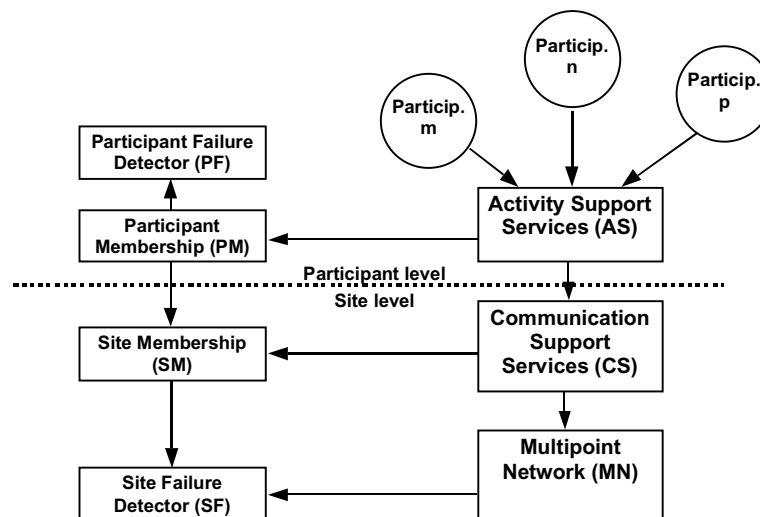 Particip.
n
Particip.
m
Particip.
p
Participant Failure
Detector (PF)
Participant
Membership (PM)
Activity Support
Services (AS)
Participant level
Site level
Site Membership
(SM)
Communication
Support
Services (CS)
Site Failure
Detector (SF)
Multipoint
Network (MN)